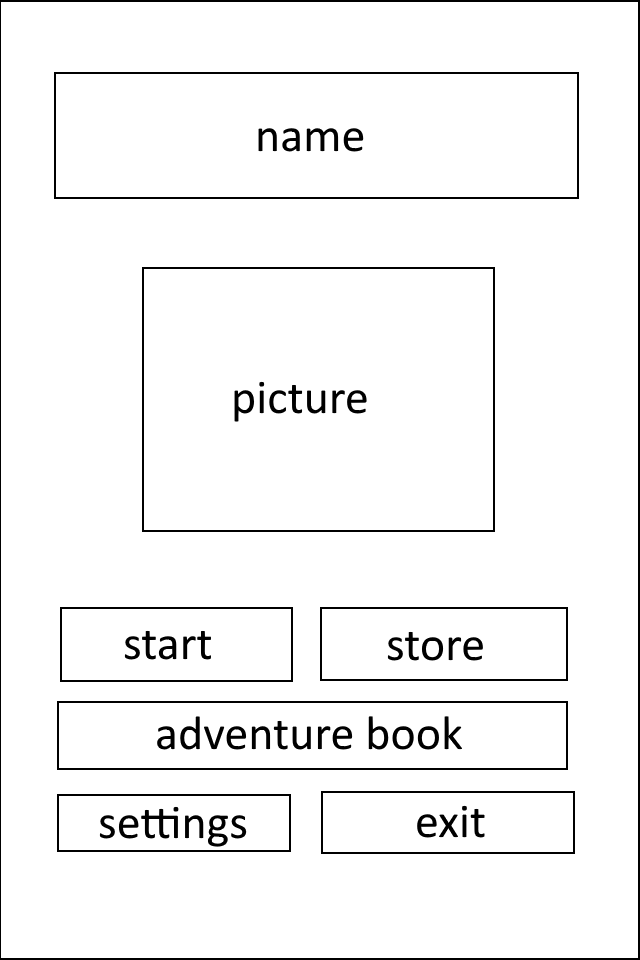 name
picture
start
store
adventure book
settings
exit